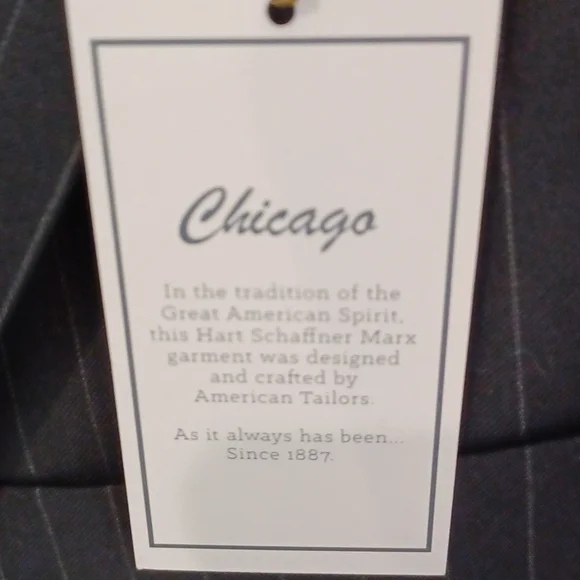 Chicago
In the tradition of the
Great American Spirit,
this Hart Schaffner Marx
garment was designed
and crafted by
American Tailors.
As it always has been...
Since 1887.